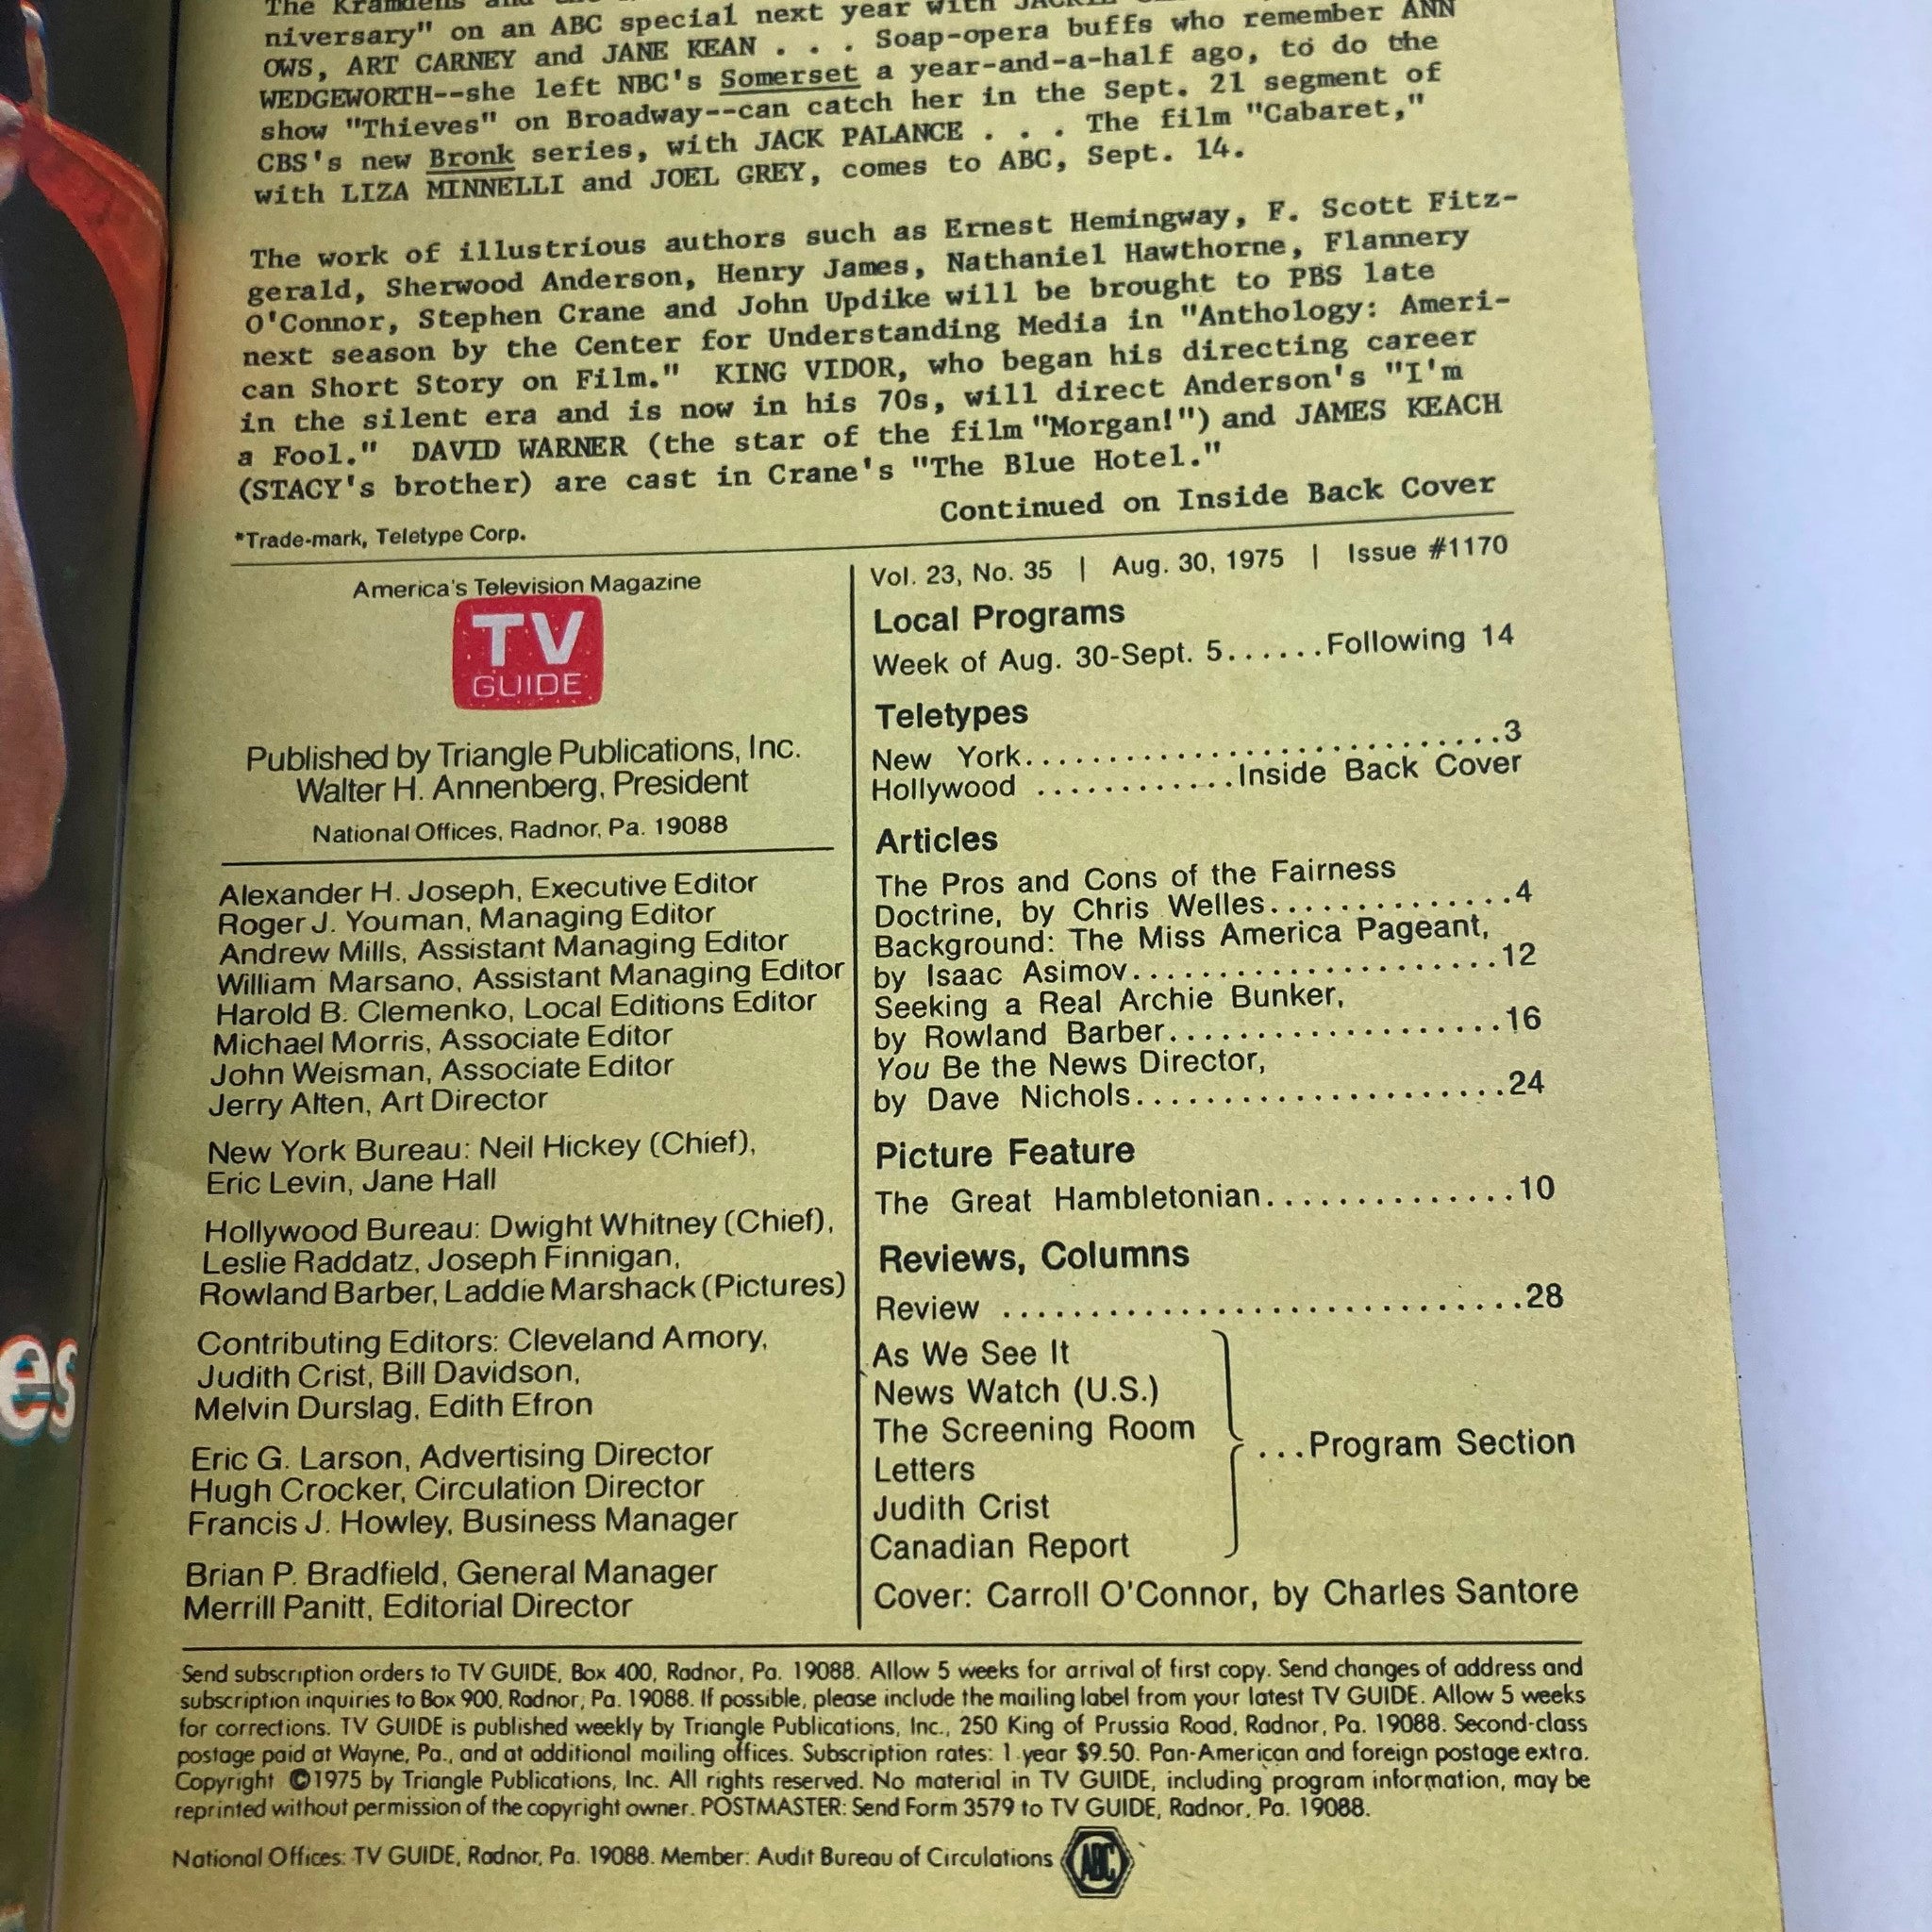 The Kramdens and the
niversary" on an ABC special next year with
OWS, ART CARNEY and JANE KEAN . . . Soap-opera buffs who remember ANN
WEDGEWORTH--she left NBC's Somerset a year-and-a-half ago, to do the
show "Thieves" on Broadway--can catch her in the Sept. 21 segment of
CBS's new Bronk series, with JACK PALANCE . . . The film "Cabaret,"
with LIZA MINNELLI and JOEL GREY, comes to ABC, Sept. 14.
The work of illustrious authors such as Ernest Hemingway, F. Scott Fitz-
gerald, Sherwood Anderson, Henry James, Nathaniel Hawthorne, Flannery
O'Connor, Stephen Crane and John Updike will be brought to PBS late
next season by the Center for Understanding Media in "Anthology: Ameri-
can Short Story on Film." KING VIDOR, who began his directing career
in the silent era and is now in his 70s, will direct Anderson's "I'm
a Fool." DAVID WARNER (the star of the film "Morgan!") and JAMES KEACH
(STACY's brother) are cast in Crane's "The Blue Hotel."
Continued on Inside Back Cover
*Trade-mark, Teletype Corp.
America's Television Magazine
TV
GUIDE
Published by Triangle Publications, Inc.
Walter H. Annenberg, President
National Offices, Radnor, Pa. 19088
Alexander H. Joseph, Executive Editor
Roger J. Youman, Managing Editor
Andrew Mills, Assistant Managing Editor
William Marsano, Assistant Managing Editor
Harold B. Clemenko, Local Editions Editor
Michael Morris, Associate Editor
John Weisman, Associate Editor
Jerry Alten, Art Director
New York Bureau: Neil Hickey (Chief),
Eric Levin, Jane Hall
Hollywood Bureau: Dwight Whitney (Chief),
Leslie Raddatz, Joseph Finnigan,
Rowland Barber, Laddie Marshack (Pictures)
Contributing Editors: Cleveland Amory,
Judith Crist, Bill Davidson,
Melvin Durslag, Edith Efron
Eric G. Larson, Advertising Director
Hugh Crocker, Circulation Director
Francis J. Howley, Business Manager
Brian P. Bradfield, General Manager
Merrill Panitt, Editorial Director
Vol. 23, No. 35 | Aug. 30, 1975 | Issue #1170
Local Programs
Week of Aug. 30-Sept. 5......Following 14
Teletypes
New York..............................3
Hollywood ............Inside Back Cover
Articles
The Pros and Cons of the Fairness
Doctrine, by Chris Welles...............4
Background: The Miss America Pageant,
by Isaac Asimov......................12
Seeking a Real Archie Bunker,
by Rowland Barber...................16
You Be the News Director,
by Dave Nichols......................24
Picture Feature
The Great Hambletonian...............10
Reviews, Columns
Review ..............................28
As We See It
News Watch (U.S.)
The Screening Room
Letters
Judith Crist
Canadian Report
...Program Section
Cover: Carroll O'Connor, by Charles Santore
Send subscription orders to TV GUIDE, Box 400, Radnor, Pa. 19088. Allow 5 weeks for arrival of first copy. Send changes of address and
subscription inquiries to Box 900, Radnor, Pa. 19088. If possible, please include the mailing label from your latest TV GUIDE. Allow 5 weeks
for corrections. TV GUIDE is published weekly by Triangle Publications, Inc., 250 King of Prussia Road, Radnor, Pa. 19088. Second-class
postage paid at Wayne, Pa., and at additional mailing offices. Subscription rates: 1 year $9.50. Pan-American and foreign postage extra.
Copyright ©1975 by Triangle Publications, Inc. All rights reserved. No material in TV GUIDE, including program information, may be
reprinted without permission of the copyright owner. POSTMASTER: Send Form 3579 to TV GUIDE, Radnor, Pa. 19088.
National Offices: TV GUIDE, Radnor, Pa. 19088. Member: Audit Bureau of Circulations
ABC
es